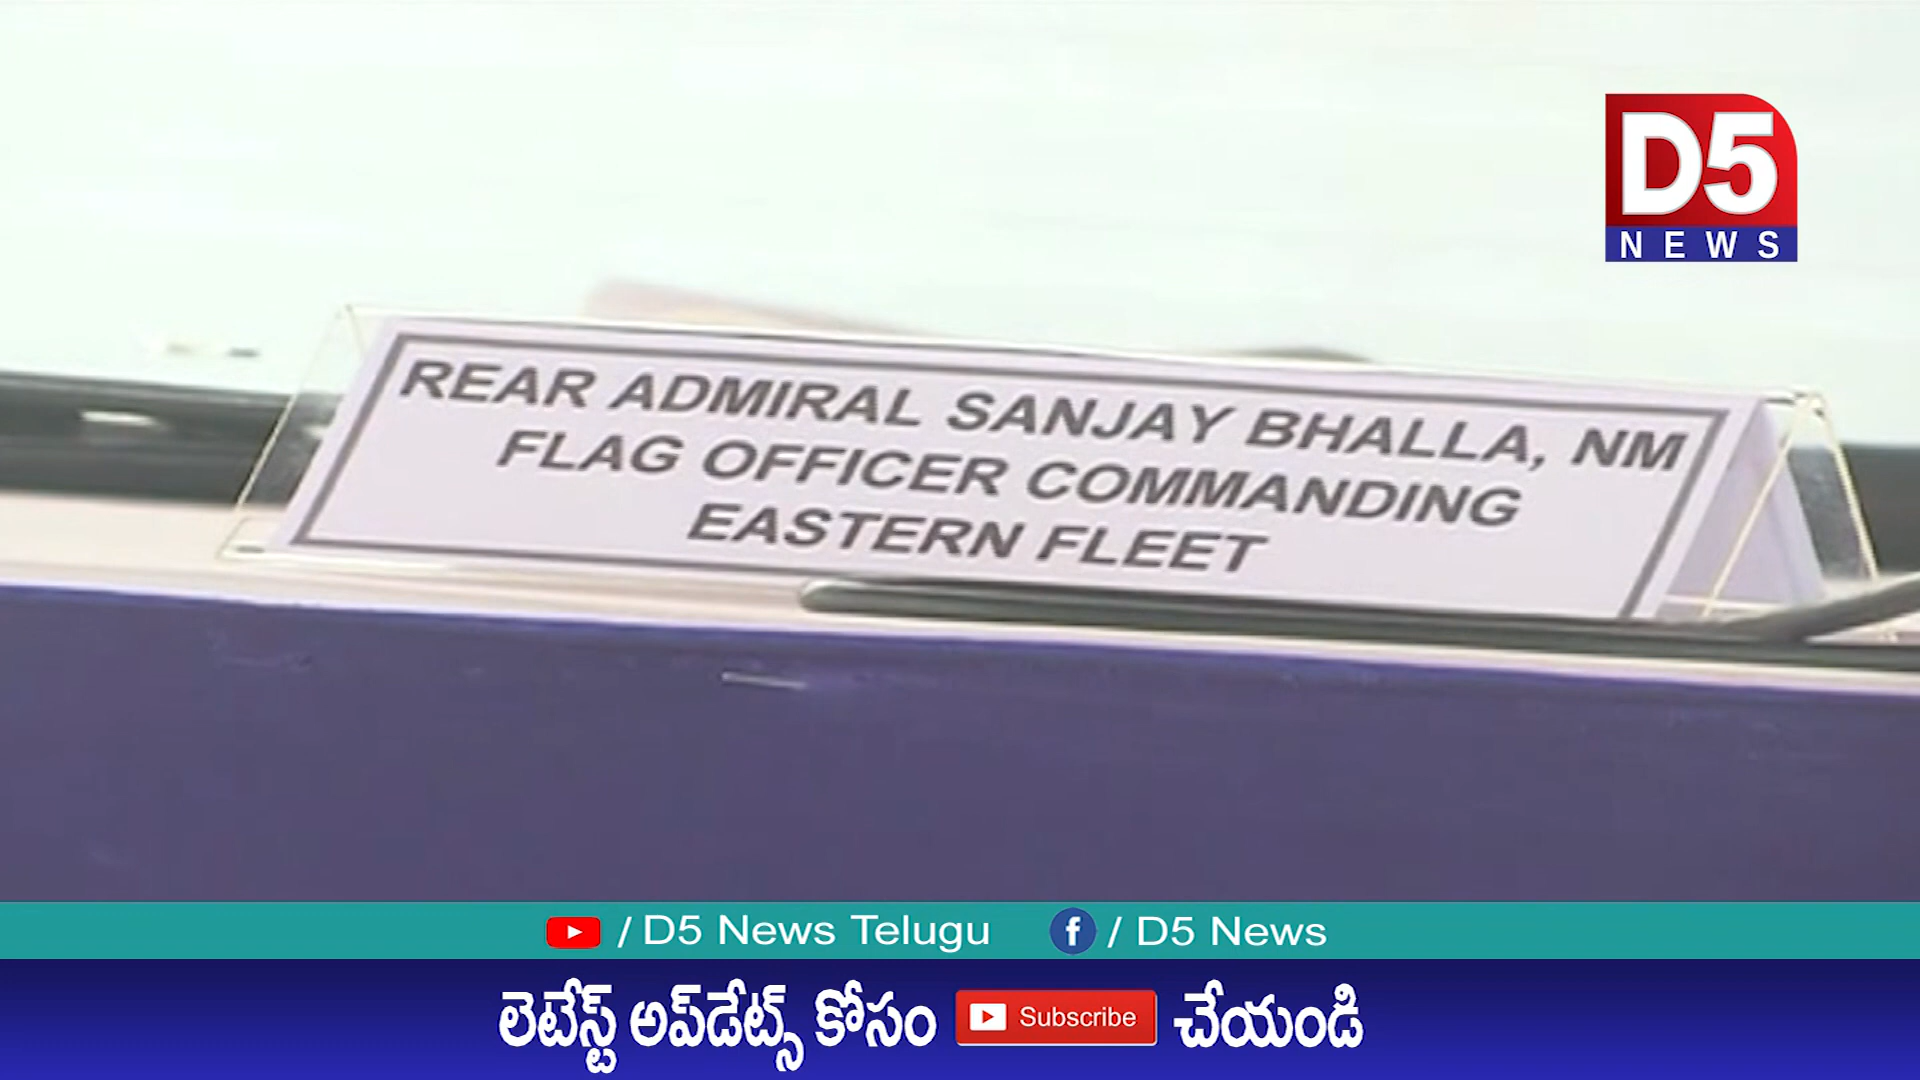 D5
NEWS
REAR ADMIRAL SANJAY BHALLA, NM
FLAG OFFICER COMMANDING
EASTERN FLEET
/ D5 News Telugu / D5 News
లెటేస్ట్ అప్‌డేట్స్ కోసం Subscribe చేయండి